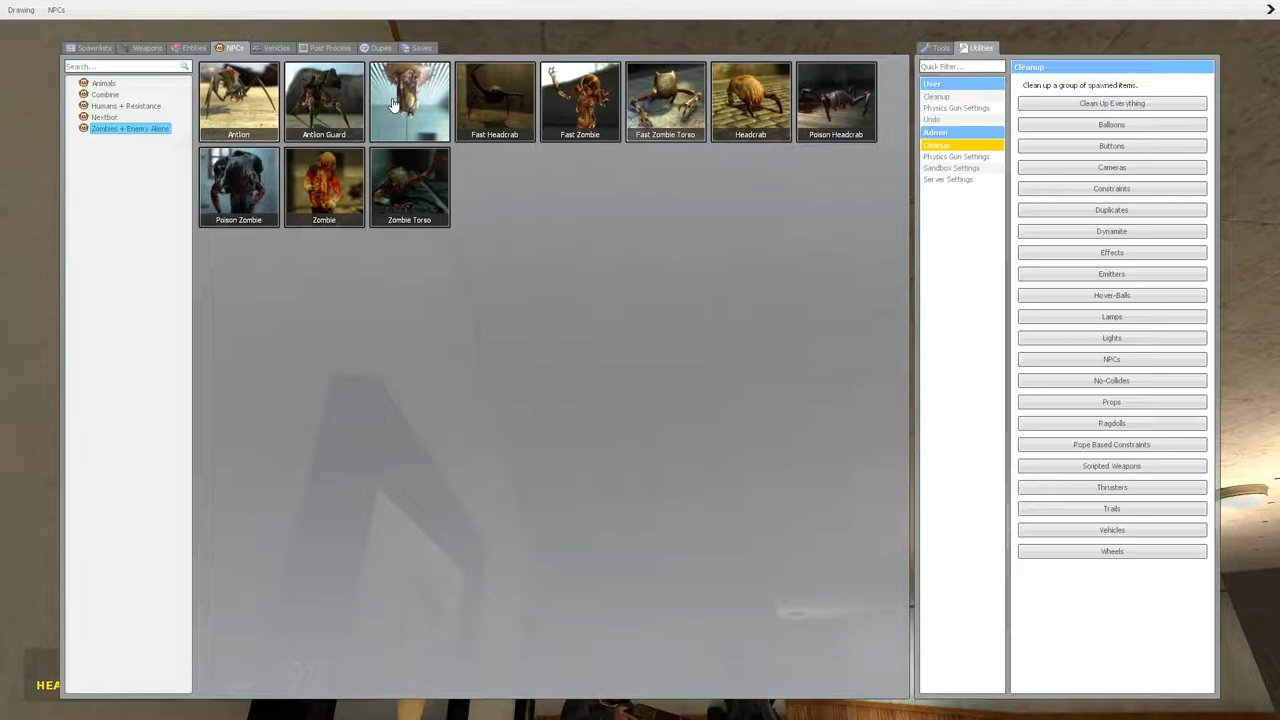 Drawing NPCs
Spawnlists Weapons Entities NPCs Vehicles Post Process Dupes Saves
Tools Utilities
Search...
Animals
Combine
Humans + Resistance
Nextbot
Zombies + Enemy Aliens
Antlion Antlion Guard Fast Headcrab Fast Zombie Fast Zombie Torso Headcrab Poison Headcrab
Poison Zombie Zombie Zombie Torso
Quick Filter...
User
Cleanup
Physics Gun Settings
Undo
Admin
Cleanup
Physics Gun Settings
Sandbox Settings
Server Settings
Cleanup
Clean up a group of spawned items.
Clean Up Everything
Balloons
Buttons
Cameras
Constraints
Duplicates
Dynamite
Effects
Emitters
Hover-Balls
Lamps
Lights
NPCs
No-Collides
Props
Ragdolls
Rope Based Constraints
Scripted Weapons
Thrusters
Trails
Vehicles
Wheels
HEA